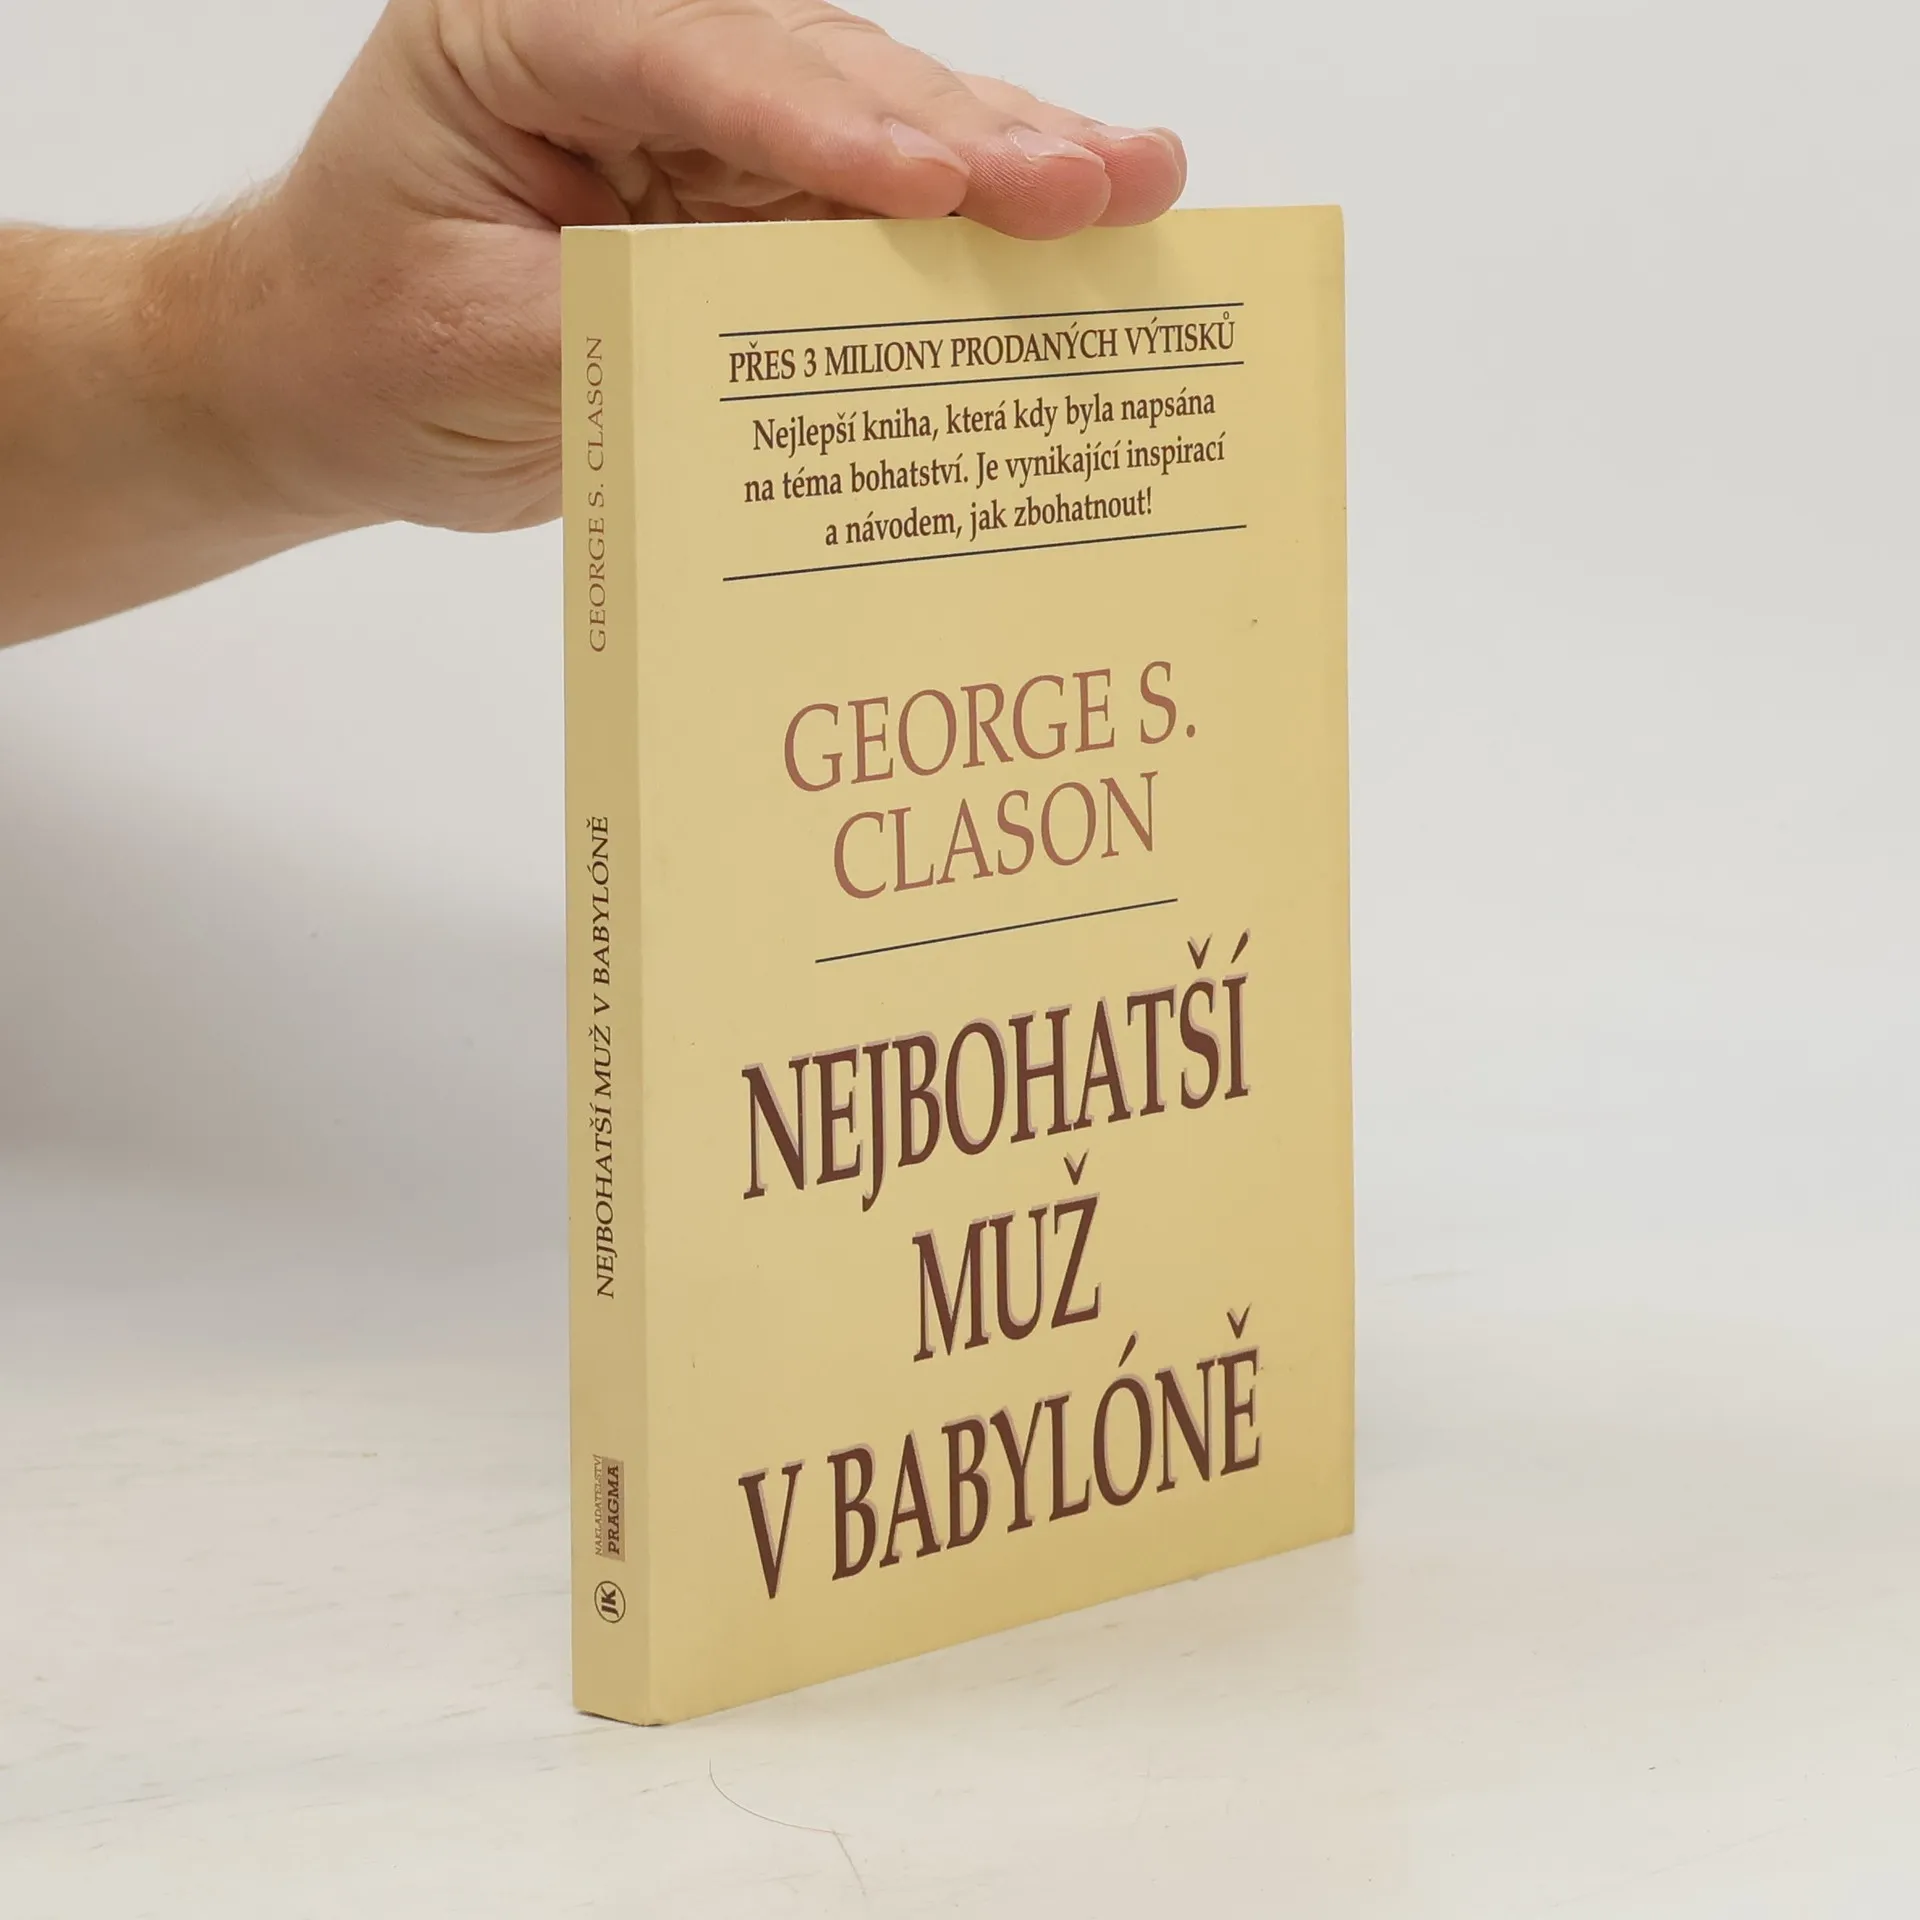 PŘES 3 MILIONY PRODANÝCH VÝTISKŮ
Nejlepší kniha, která kdy byla napsána
na téma bohatství. Je vynikající inspirací
a návodem, jak zbohatnout!
GEORGE S.
CLASON
NEJBOHATŠÍ
MUŽ
V BABYLÓNĚ
GEORGE S. CLASON
NEJBOHATŠÍ MUŽ V BABYLÓNĚ
NAKLADATELSTVÍ
PRAGMA
JK